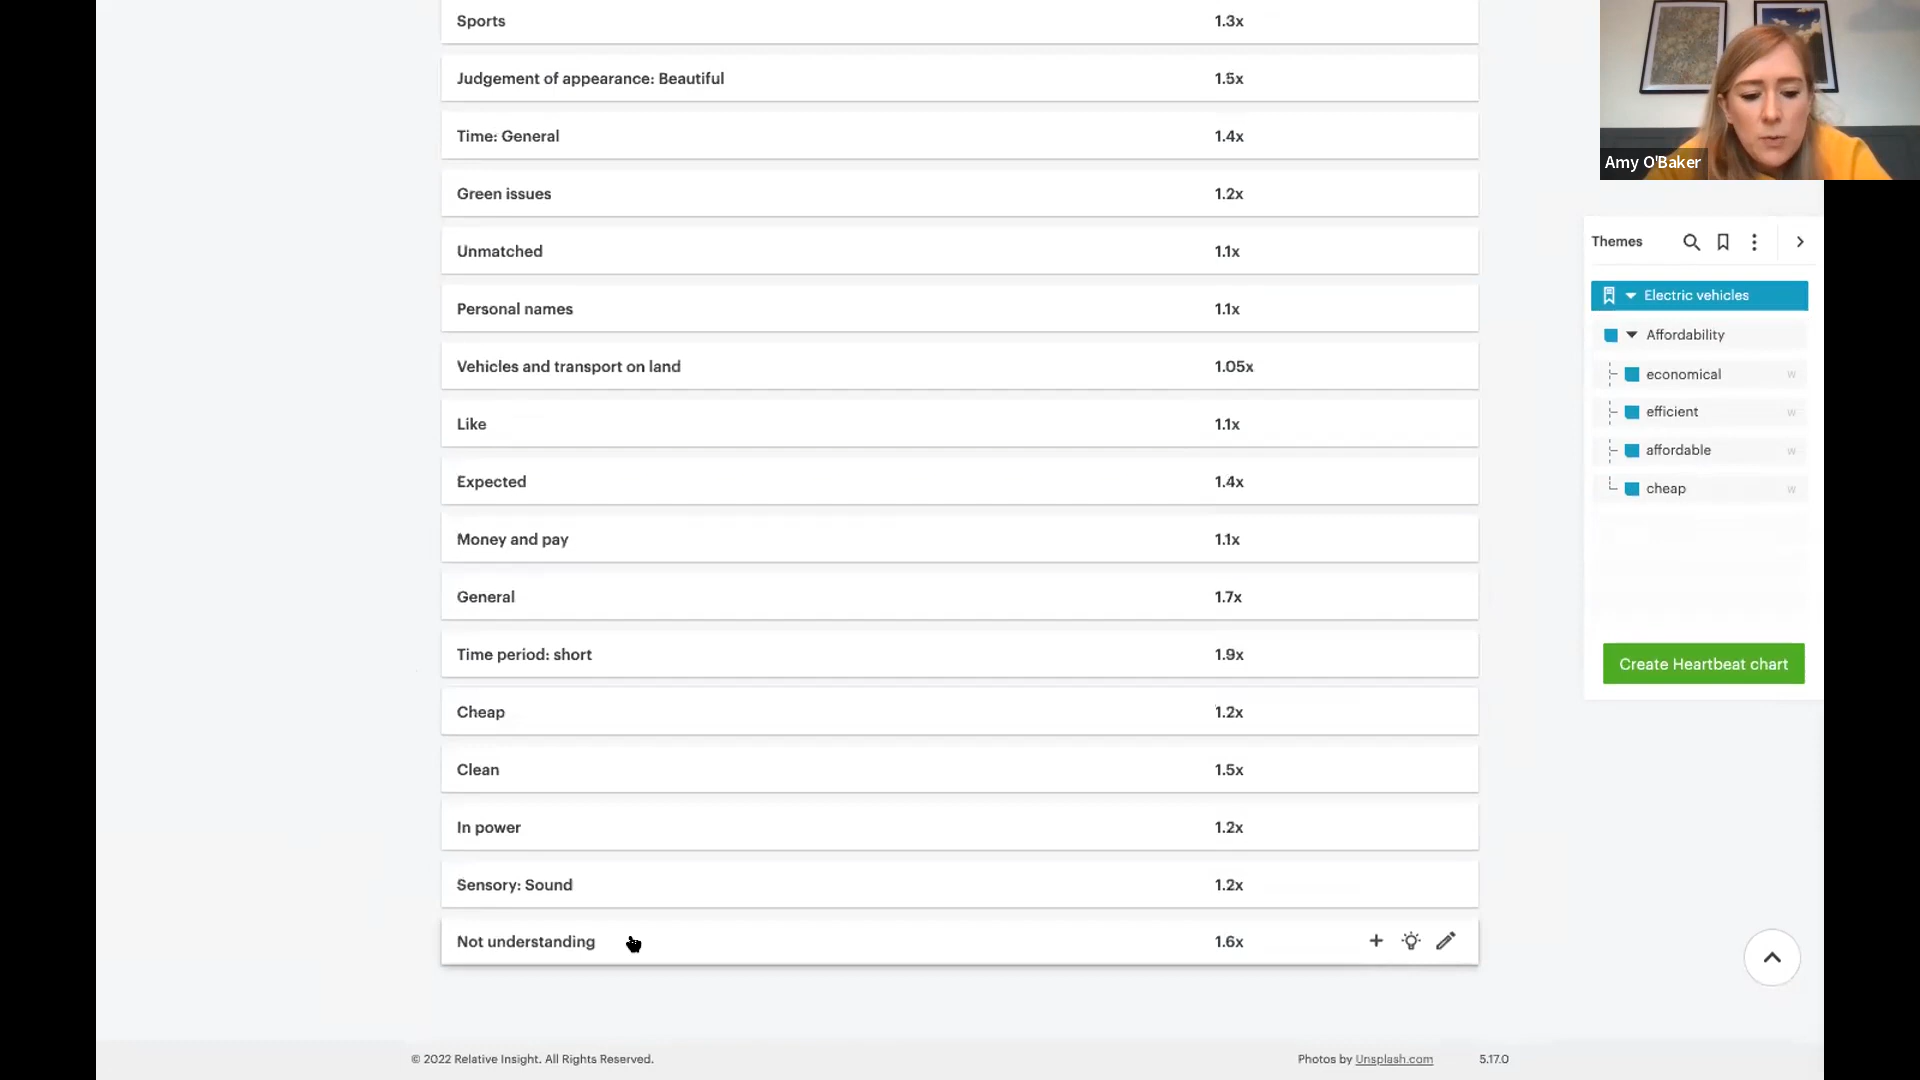 Sports 1.3x
Judgement of appearance: Beautiful 1.5x
Time: General 1.4x
Green issues 1.2x
Unmatched 1.1x
Personal names 1.1x
Vehicles and transport on land 1.05x
Like 1.1x
Expected 1.4x
Money and pay 1.1x
General 1.7x
Time period: short 1.9x
Cheap 1.2x
Clean 1.5x
In power 1.2x
Sensory: Sound 1.2x
Not understanding 1.6x
Amy O'Baker
Themes
Electric vehicles
Affordability
economical w
efficient w
affordable w
cheap w
Create Heartbeat chart
© 2022 Relative Insight. All Rights Reserved.
Photos by Unsplash.com 5.17.0